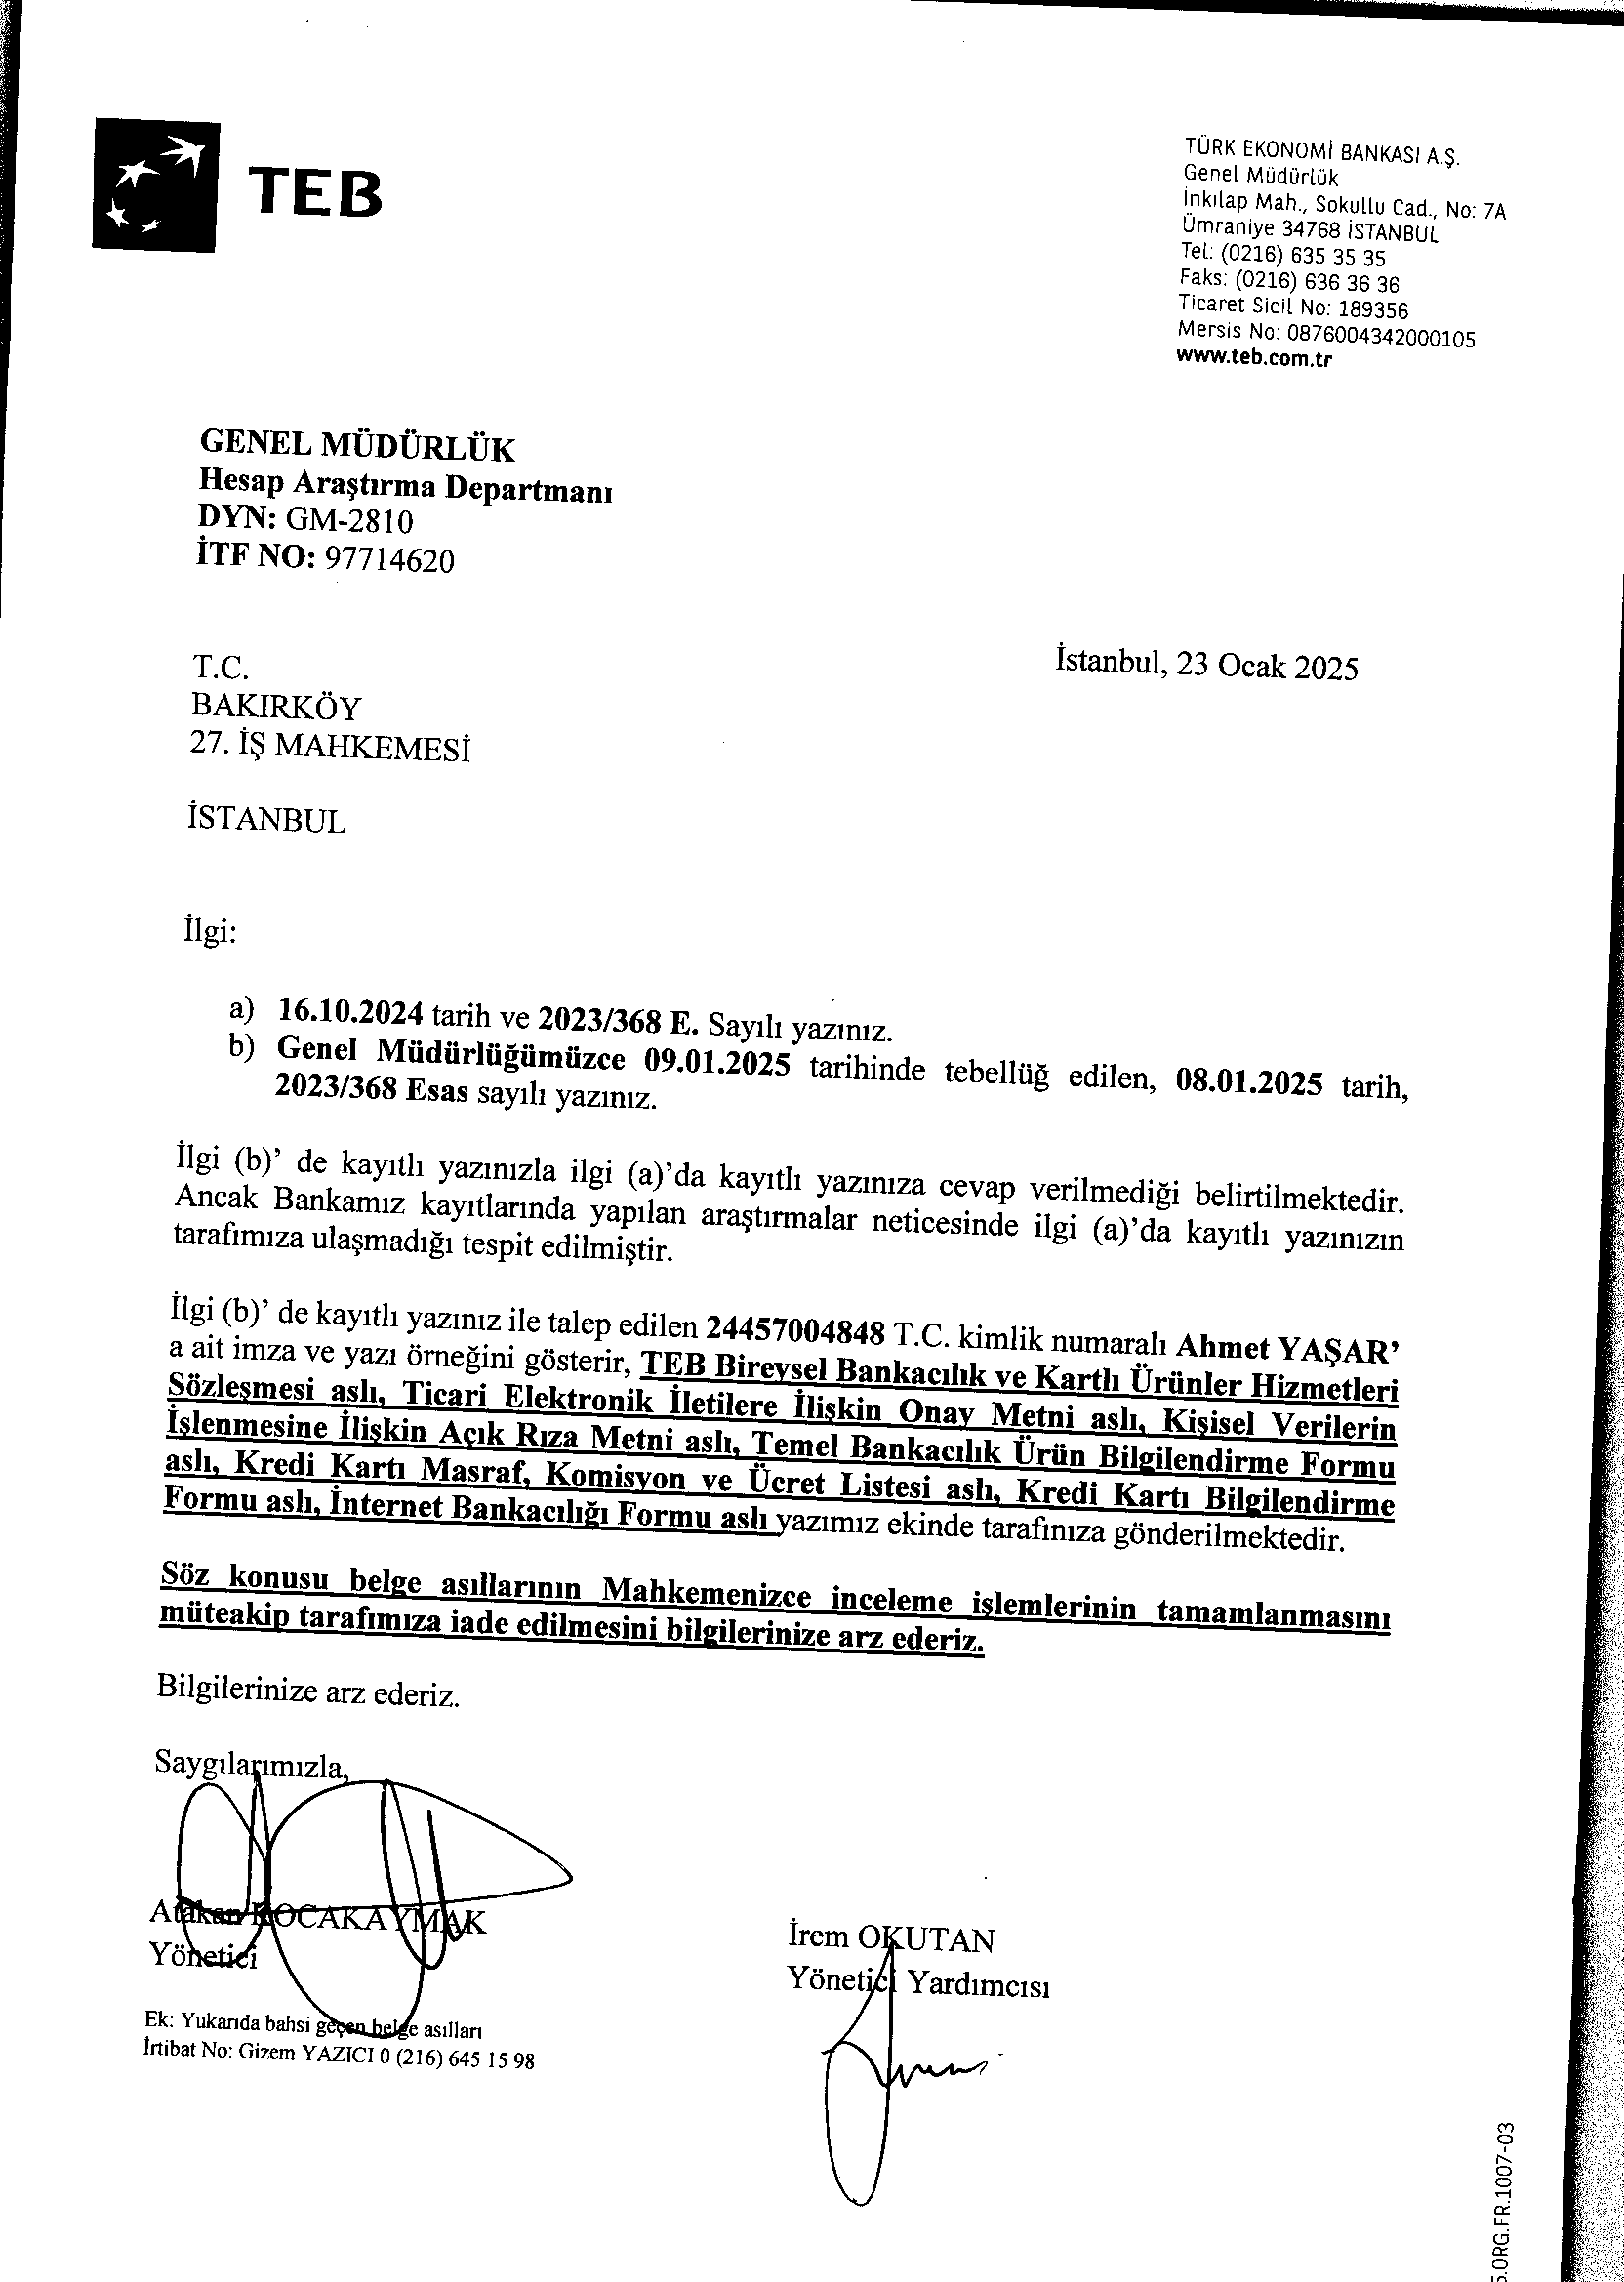 TEB
TÜRK EKONOMİ BANKASI A.Ş.
Genel Müdürlük
İnkılap Mah., Sokullu Cad., No: 7A
Ümraniye 34768 İSTANBUL
Tel: (0216) 635 35 35
Faks: (0216) 636 36 36
Ticaret Sicil No: 189356
Mersis No: 0876004342000105
www.teb.com.tr
GENEL MÜDÜRLÜK
Hesap Araştırma Departmanı
DYN: GM-2810
İTF NO: 97714620
İstanbul, 23 Ocak 2025
T.C.
BAKIRKÖY
27. İŞ MAHKEMESİ
İSTANBUL
İlgi:
a) 16.10.2024 tarih ve 2023/368 E. Sayılı yazınız.
b) Genel Müdürlüğümüzce 09.01.2025 tarihinde tebellüğ edilen, 08.01.2025 tarih,
2023/368 Esas sayılı yazınız.
İlgi (b)' de kayıtlı yazınızla ilgi (a)'da kayıtlı yazınıza cevap verilmediği belirtilmektedir.
Ancak Bankamız kayıtlarında yapılan araştırmalar neticesinde ilgi (a)'da kayıtlı yazınızın
tarafımıza ulaşmadığı tespit edilmiştir.
İlgi (b)' de kayıtlı yazınız ile talep edilen 24457004848 T.C. kimlik numaralı Ahmet YAŞAR'
a ait imza ve yazı örneğini gösterir, TEB Bireysel Bankacılık ve Kartlı Ürünler Hizmetleri
Sözleşmesi aslı, Ticari Elektronik İletilere İlişkin Onay Metni aslı, Kişisel Verilerin
İşlenmesine İlişkin Açık Rıza Metni aslı, Temel Bankacılık Ürün Bilgilendirme Formu
aslı, Kredi Kartı Masraf, Komisyon ve Ücret Listesi aslı, Kredi Kartı Bilgilendirme
Formu aslı, İnternet Bankacılığı Formu aslı yazımız ekinde tarafınıza gönderilmektedir.
Söz konusu belge asıllarının Mahkemenizce inceleme işlemlerinin tamamlanmasını
müteakip tarafımıza iade edilmesini bilgilerinize arz ederiz.
Bilgilerinize arz ederiz.
Saygılarımızla,
Atakan KOCAKAYMAK
Yönetici
İrem OKUTAN
Yönetici Yardımcısı
Ek: Yukarıda bahsi geçen belge asılları
İrtibat No: Gizem YAZICI 0 (216) 645 15 98
5.ORG.FR.1007-03